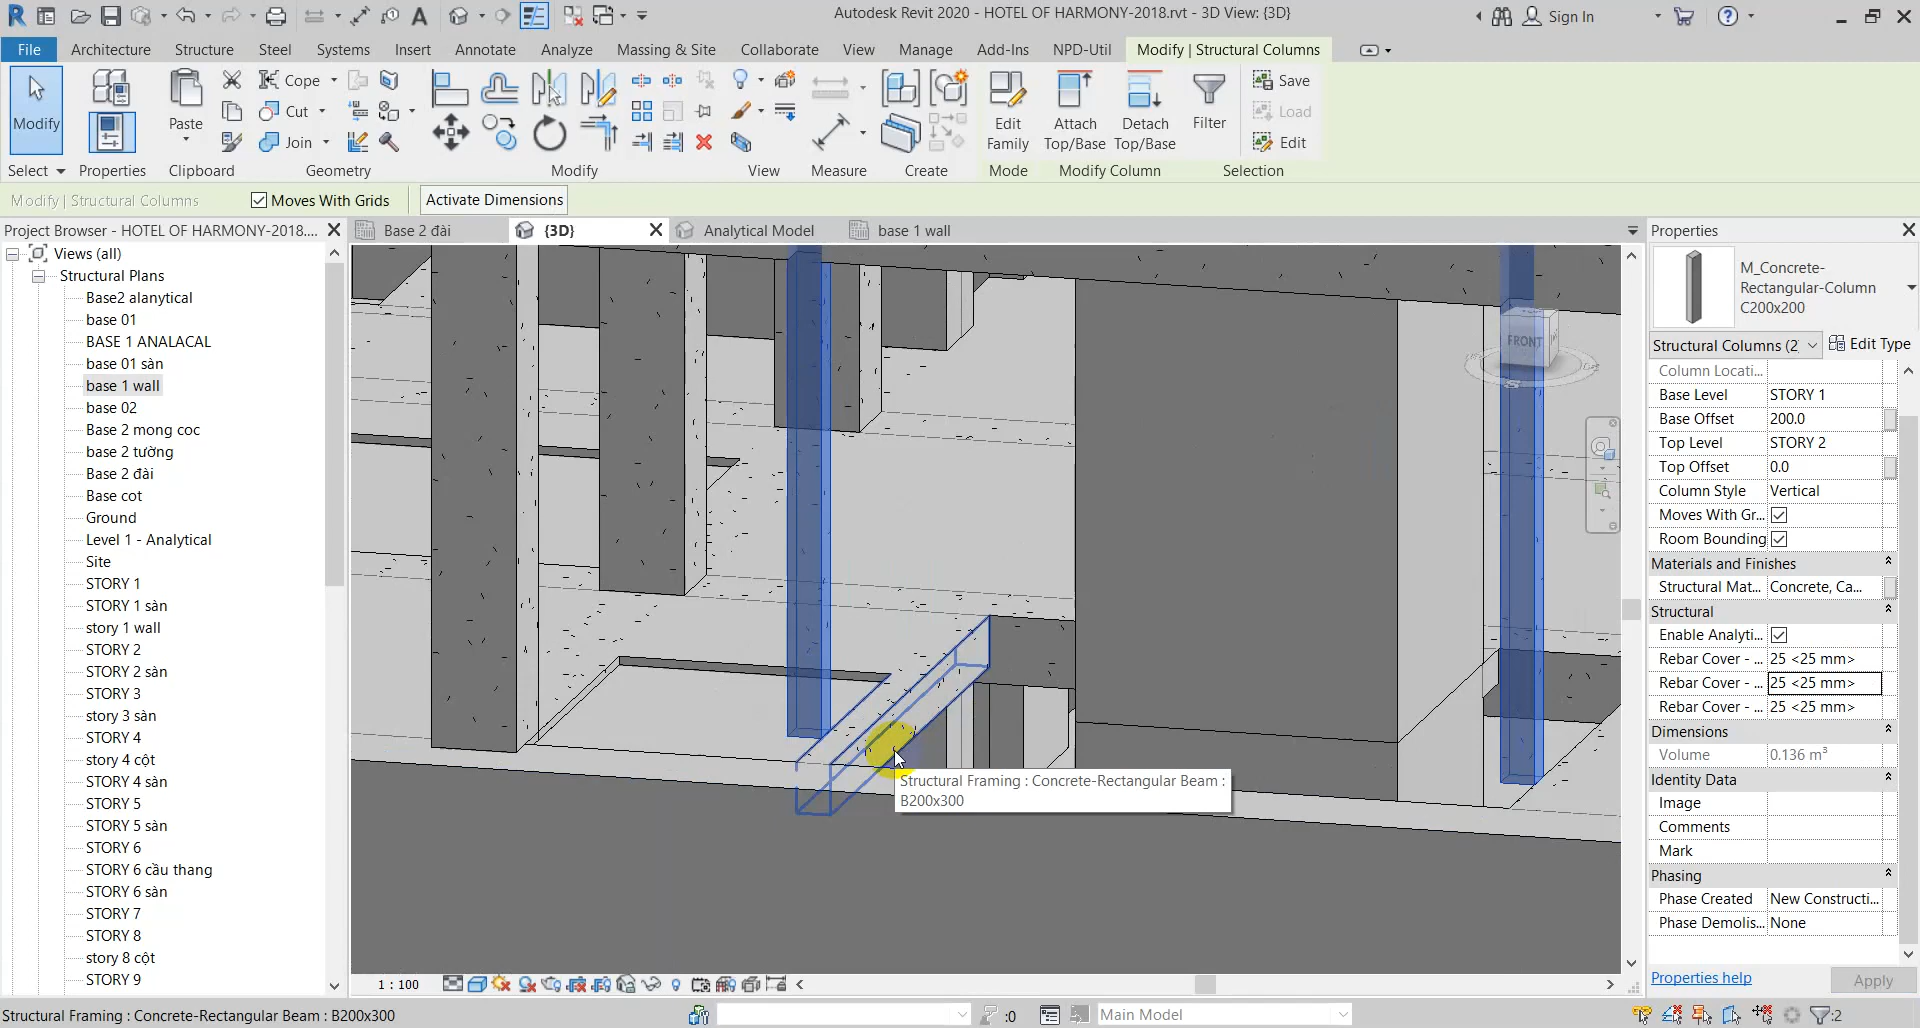 Autodesk Revit 2020 - HOTEL OF HARMONY-2018.rvt - 3D View: {3D}
Sign In
File
Architecture
Structure
Steel
Systems
Insert
Annotate
Analyze
Massing & Site
Collaborate
View
Manage
Add-Ins
NPD-Util
Modify | Structural Columns
Modify
Paste
Cope
Cut
Join
Edit
Family
Attach
Top/Base
Detach
Top/Base
Filter
Save
Load
Edit
Select
Properties
Clipboard
Geometry
Modify
View
Measure
Create
Mode
Modify Column
Selection
Modify | Structural Columns
Moves With Grids
Activate Dimensions
Project Browser - HOTEL OF HARMONY-2018....
Base 2 đài
{3D}
Analytical Model
base 1 wall
Views (all)
Structural Plans
Base2 alanytical
base 01
BASE 1 ANALACAL
base 01 sàn
base 1 wall
base 02
Base 2 mong coc
base 2 tường
Base 2 đài
Base cot
Ground
Level 1 - Analytical
Site
STORY 1
STORY 1 sàn
story 1 wall
STORY 2
STORY 2 sàn
STORY 3
story 3 sàn
STORY 4
story 4 cột
STORY 4 sàn
STORY 5
STORY 5 sàn
STORY 6
STORY 6 cầu thang
STORY 6 sàn
STORY 7
STORY 8
story 8 cột
STORY 9
FRONT
S
Structural Framing : Concrete-Rectangular Beam :
B200x300
Properties
M_Concrete-
Rectangular-Column
C200x200
Structural Columns (2)
Edit Type
Column Locati...
Base Level STORY 1
Base Offset 200.0
Top Level STORY 2
Top Offset 0.0
Column Style Vertical
Moves With Gr...
Room Bounding
Materials and Finishes
Structural Mat... Concrete, Ca...
Structural
Enable Analyti...
Rebar Cover - ... 25 <25 mm>
Rebar Cover - ... 25 <25 mm>
Rebar Cover - ... 25 <25 mm>
Dimensions
Volume 0.136 m³
Identity Data
Image
Comments
Mark
Phasing
Phase Created New Constructi...
Phase Demolis... None
Properties help
Apply
1 : 100
Structural Framing : Concrete-Rectangular Beam : B200x300
:0
Main Model
:2